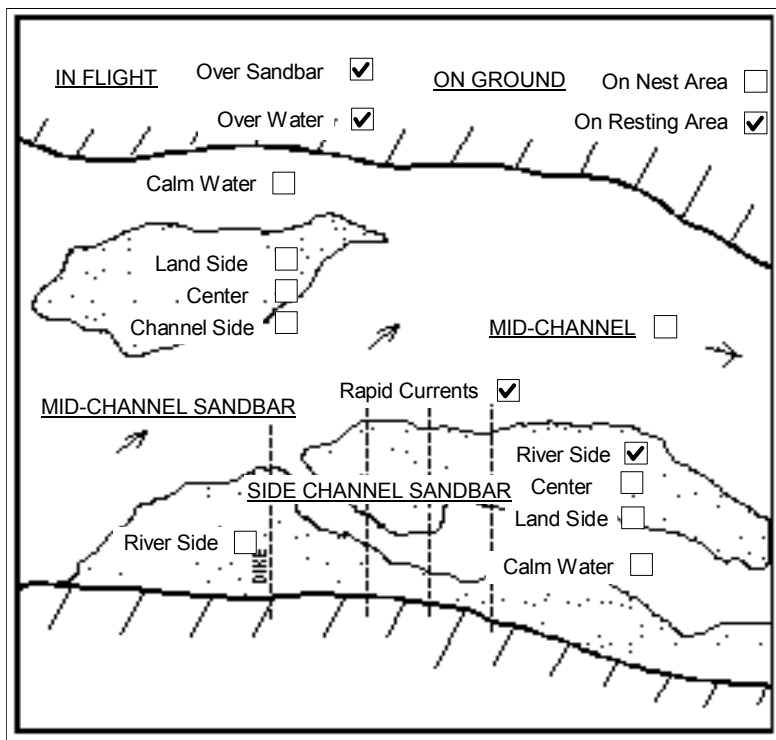 IN FLIGHT
Over Sandbar
ON GROUND
On Nest Area
Over Water
On Resting Area
Calm Water
Land Side
Center
Channel Side
MID-CHANNEL
Rapid Currents
MID-CHANNEL SANDBAR
River Side
SIDE CHANNEL SANDBAR
Center
Land Side
River Side
DIKE
Calm Water